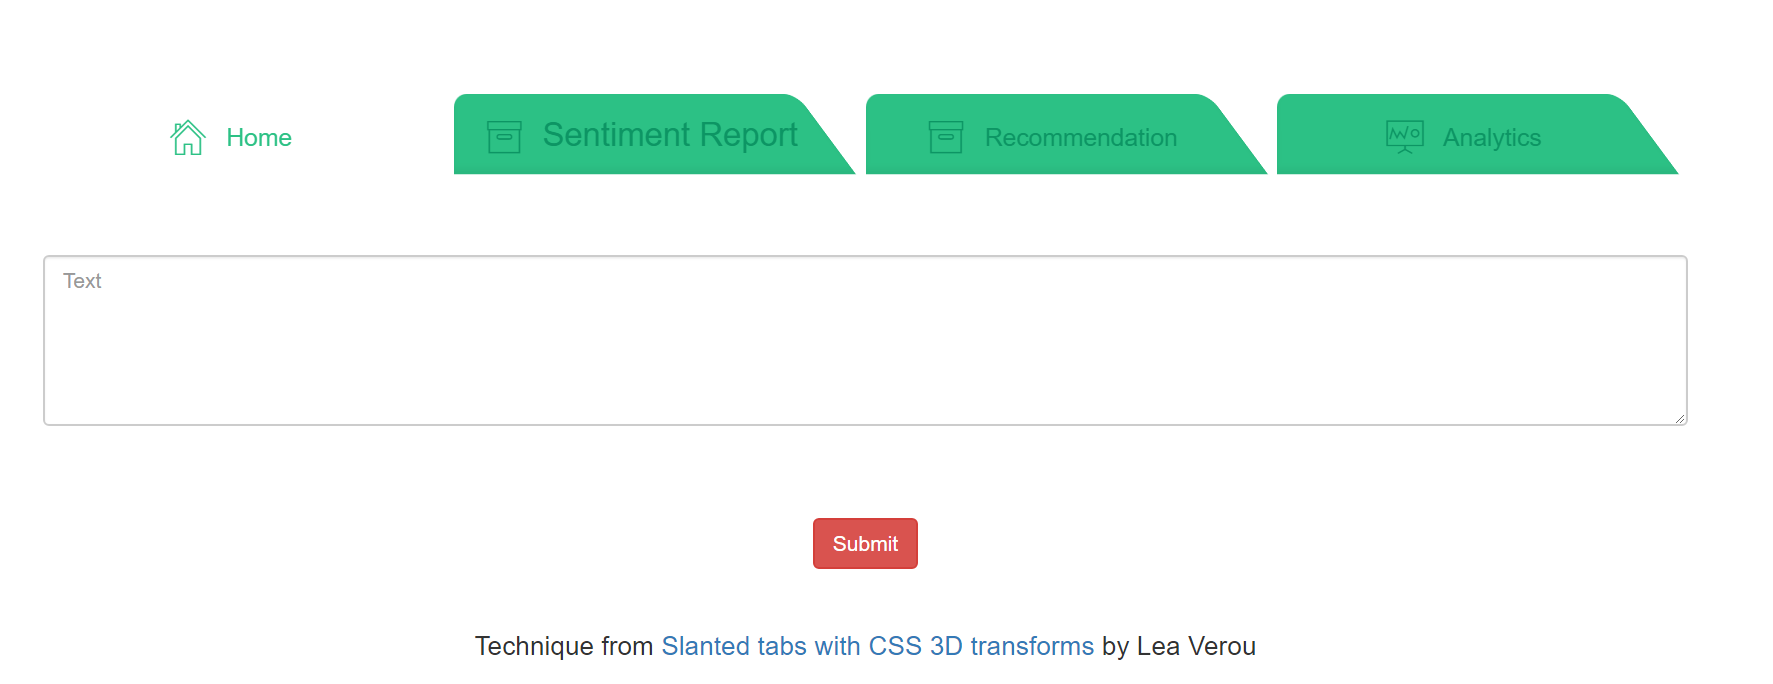 Home Sentiment Report Recommendation Analytics
Text
Submit
Technique from Slanted tabs with CSS 3D transforms by Lea Verou